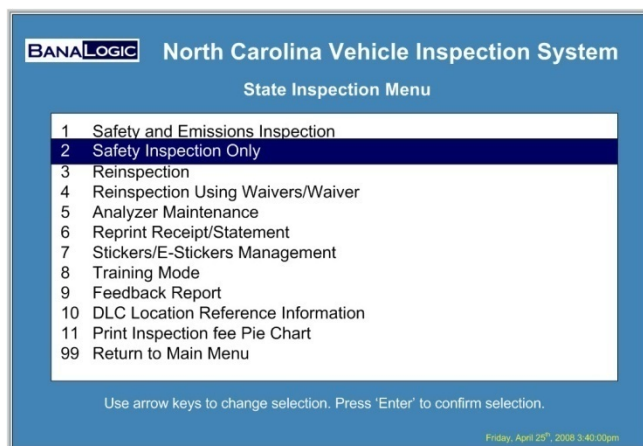 BANALOGIC North Carolina Vehicle Inspection System
State Inspection Menu
1 Safety and Emissions Inspection
2 Safety Inspection Only
3 Reinspection
4 Reinspection Using Waivers/Waiver
5 Analyzer Maintenance
6 Reprint Receipt/Statement
7 Stickers/E-Stickers Management
8 Training Mode
9 Feedback Report
10 DLC Location Reference Information
11 Print Inspection fee Pie Chart
99 Return to Main Menu
Use arrow keys to change selection. Press ‘Enter’ to confirm selection.
Friday, April 25th, 2008 3:40:00pm